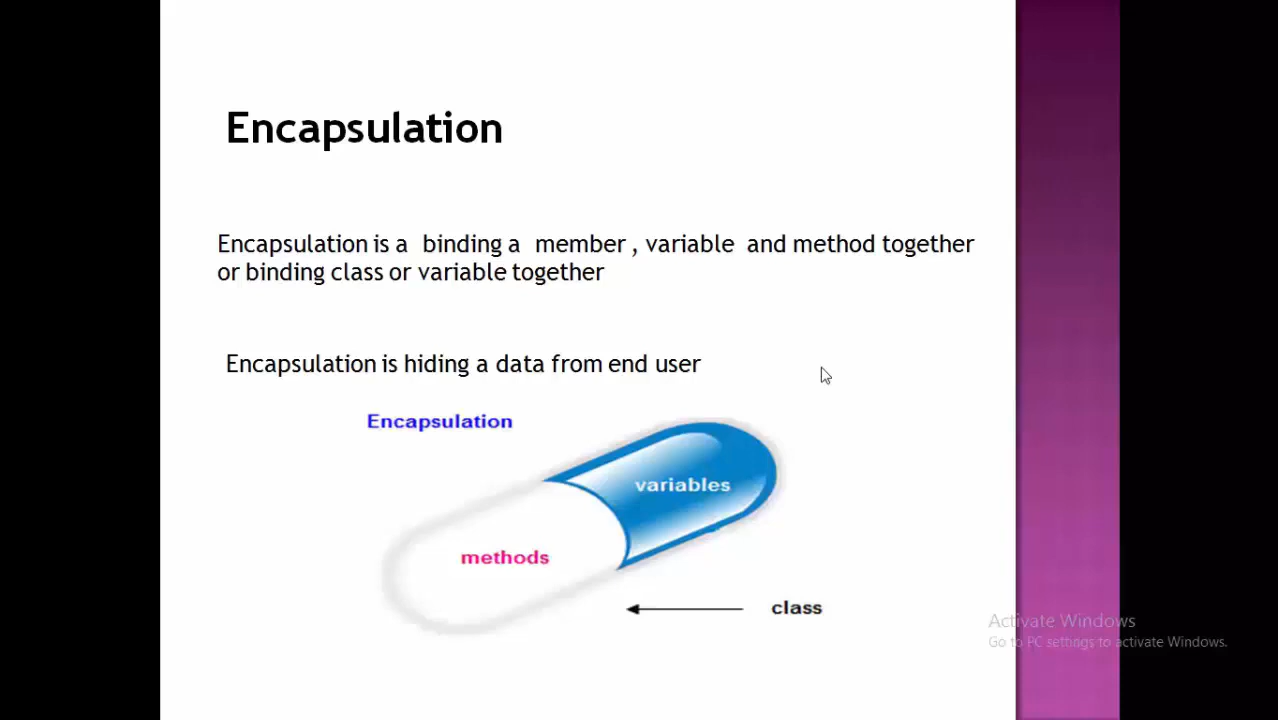 Encapsulation
Encapsulation is a binding a member , variable and method together
or binding class or variable together
Encapsulation is hiding a data from end user
Encapsulation
variables
methods
class
Activate Windows
Go to PC settings to activate Windows.